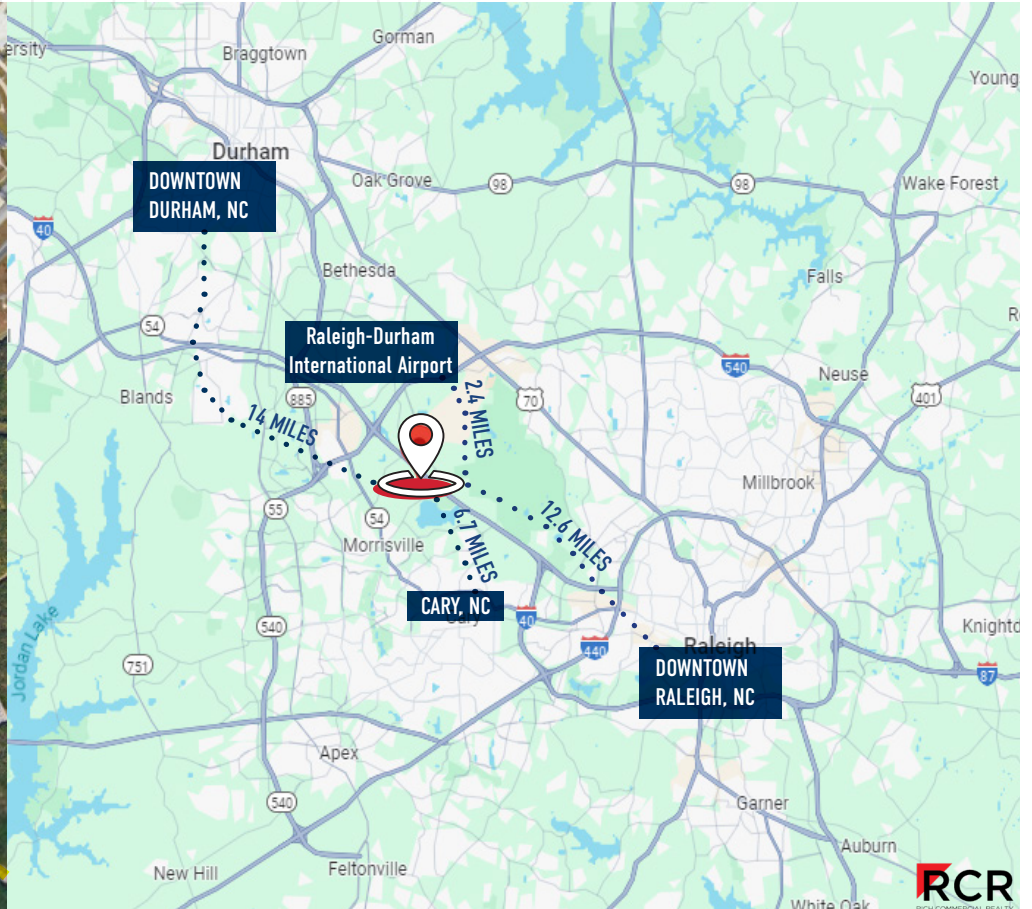 Gorman
ersity
Braggtown
Young
Durham
DOWNTOWN
DURHAM, NC
Oak Grove
98
98
Wake Forest
40
Bethesda
Falls
54
Raleigh-Durham
International Airport
540
Neuse
Blands
885
2.4 MILES
70
401
14 MILES
Millbrook
55
54
12.6 MILES
Morrisville
6.7 MILES
CARY, NC
40
Jordan Lake
540
440
Knightd
Raleigh
751
DOWNTOWN
RALEIGH, NC
87
Apex
540
Garner
Auburn
New Hill
Feltonville
RCR
RICH COMMERCIAL REALTY
White Oak